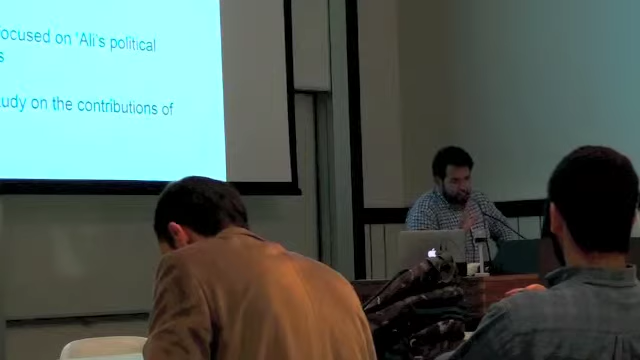 ocused on 'Ali's political
s
udy on the contributions of